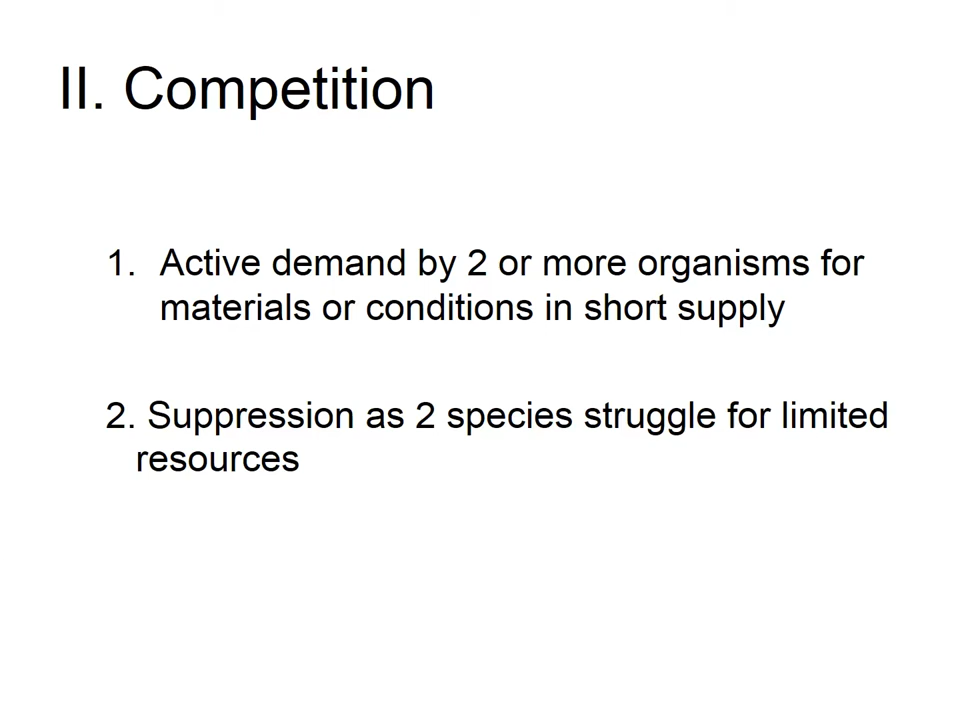 II. Competition
1. Active demand by 2 or more organisms for
materials or conditions in short supply
2. Suppression as 2 species struggle for limited
resources